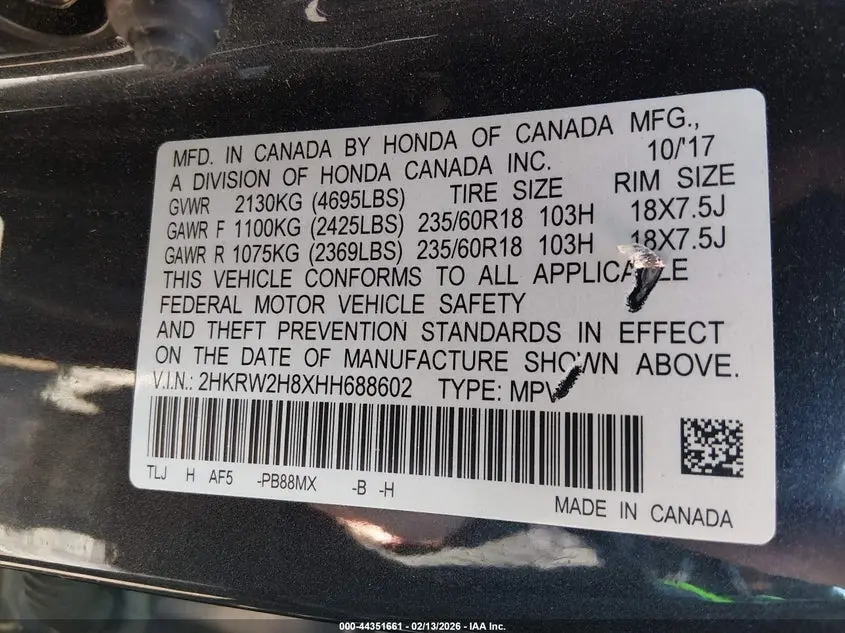 MFD. IN CANADA BY HONDA OF CANADA MFG.,
A DIVISION OF HONDA CANADA INC. 10/'17
GVWR 2130KG (4695LBS) TIRE SIZE RIM SIZE
GAWR F 1100KG (2425LBS) 235/60R18 103H 18X7.5J
GAWR R 1075KG (2369LBS) 235/60R18 103H 18X7.5J
THIS VEHICLE CONFORMS TO ALL APPLICABLE
FEDERAL MOTOR VEHICLE SAFETY
AND THEFT PREVENTION STANDARDS IN EFFECT
ON THE DATE OF MANUFACTURE SHOWN ABOVE.
V.I.N.: 2HKRW2H8XHH688602 TYPE: MPV
TLJ H AF5 -PB88MX -B -H
MADE IN CANADA
000-44351661 - 02/13/2026 - IAA Inc.